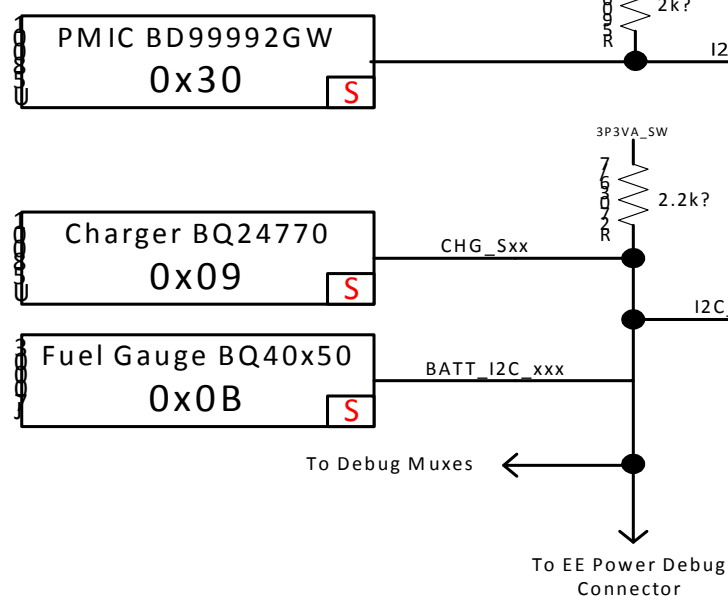 2k?
PMIC BD99992GW
0x30
S
I2
3P3VA_SW
2.2k?
Charger BQ24770
0x09
S
CHG_Sxx
I2C_
Fuel Gauge BQ40x50
0x0B
S
BATT_I2C_xxx
To Debug Muxes
To EE Power Debug
Connector